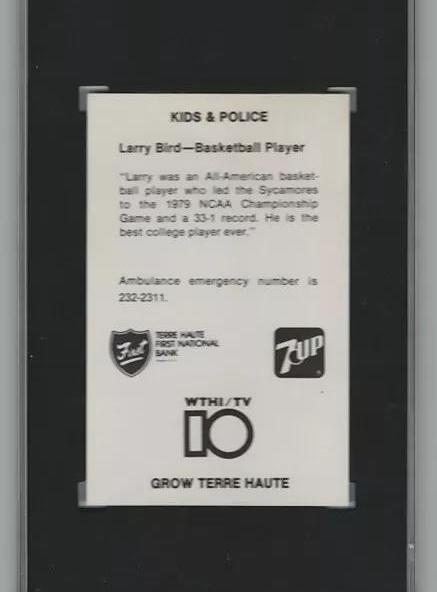 KIDS & POLICE
Larry Bird—Basketball Player
"Larry was an All-American basket-
ball player who led the Sycamores
to the 1979 NCAA Championship
Game and a 33-1 record. He is the
best college player ever."
Ambulance emergency number is
232-2311.
First
TERRE HAUTE
FIRST NATIONAL
BANK
7UP
WTHI/TV
10
GROW TERRE HAUTE